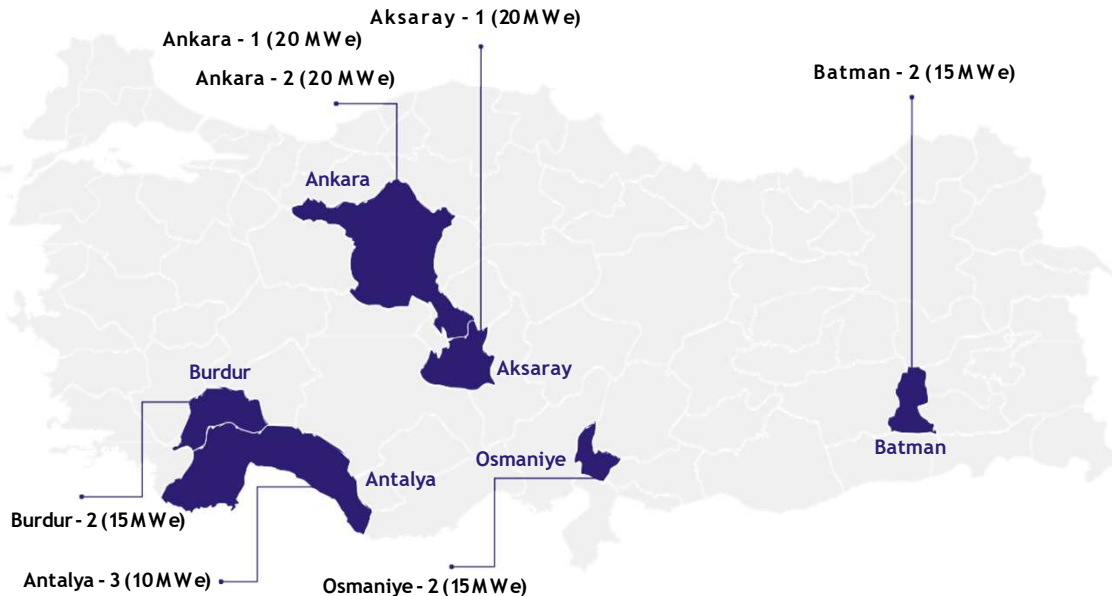 Aksaray - 1 (20MWe)
Ankara - 1 (20 MWe)
Ankara - 2 (20 MWe)
Batman - 2 (15MWe)
Ankara
Aksaray
Burdur
Batman
Osmaniye
Antalya
Burdur - 2 (15MWe)
Antalya - 3 (10MWe)
Osmaniye - 2 (15MWe)